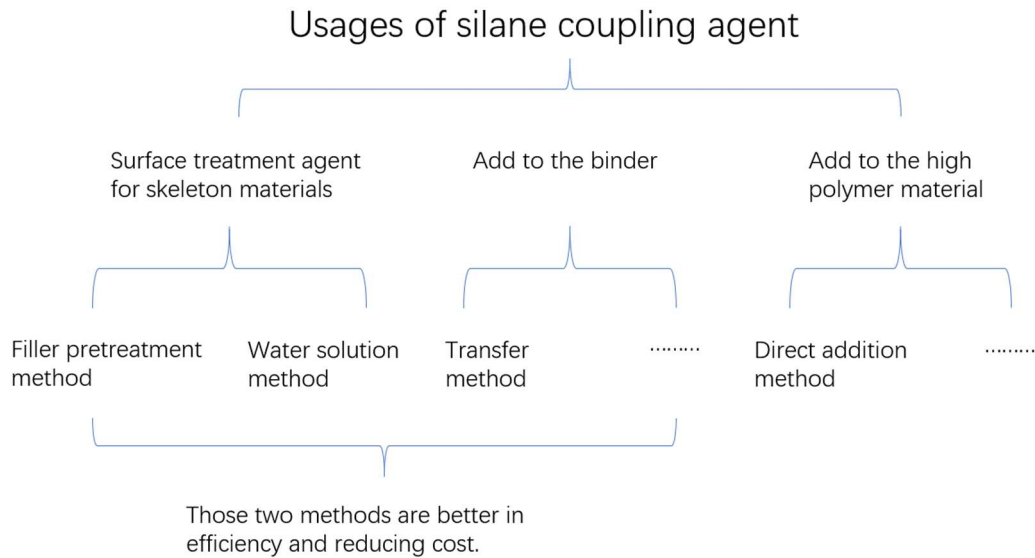 Usages of silane coupling agent
Surface treatment agent
for skeleton materials
Add to the binder
Add to the high
polymer material
Filler pretreatment
method
Water solution
method
Transfer
method
………
Direct addition
method
………
Those two methods are better in
efficiency and reducing cost.